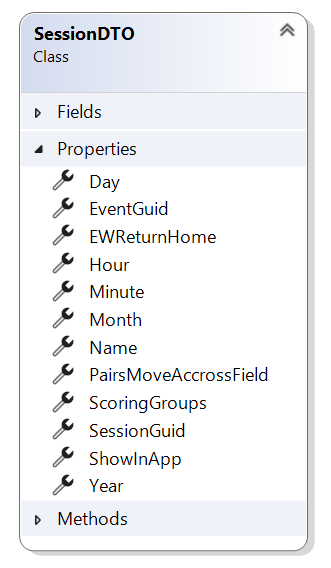 SessionDTO
Class
Fields
Properties
Day
EventGuid
EWReturnHome
Hour
Minute
Month
Name
PairsMoveAccrossField
ScoringGroups
SessionGuid
ShowInApp
Year
Methods